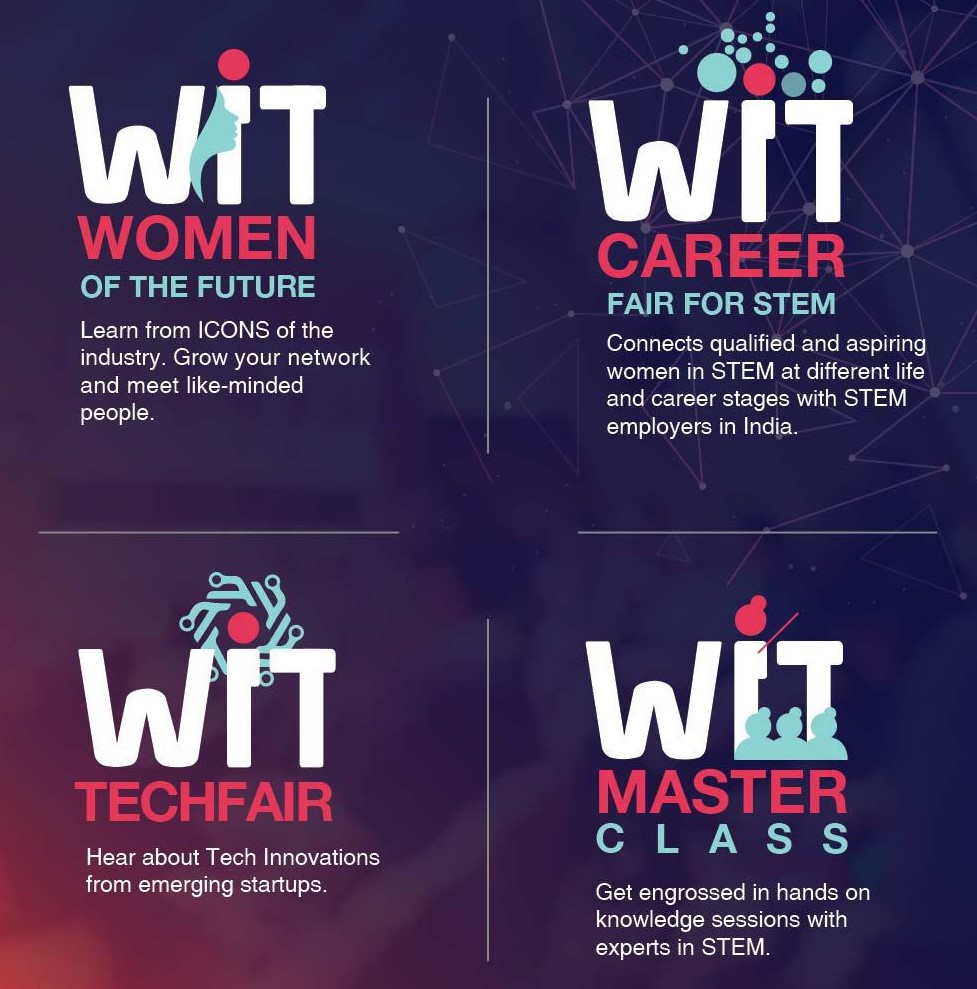 WiT
WOMEN
OF THE FUTURE
Learn from ICONS of the
industry. Grow your network
and meet like-minded
people.
WiT
CAREER
FAIR FOR STEM
Connects qualified and aspiring
women in STEM at different life
and career stages with STEM
employers in India.
WiT
TECHFAIR
Hear about Tech Innovations
from emerging startups.
WiT
MASTER
CLASS
Get engrossed in hands on
knowledge sessions with
experts in STEM.